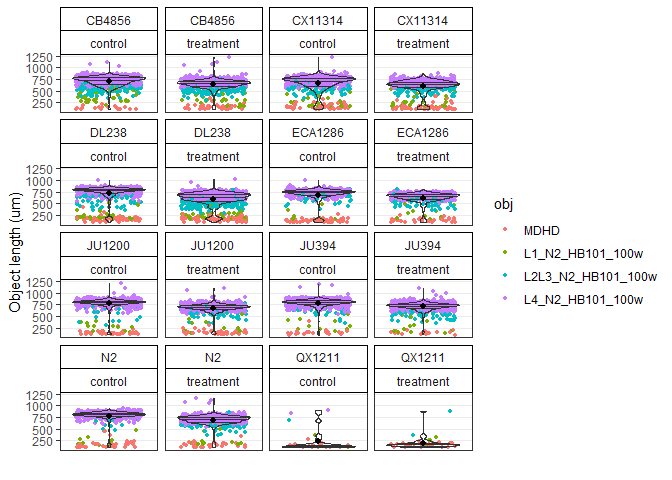 CB4856 CB4856 CX11314 CX11314
control treatment control treatment
1250
1000
750
500
250
DL238 DL238 ECA1286 ECA1286
control treatment control treatment
1250
1000
750
500
250
JU1200 JU1200 JU394 JU394
control treatment control treatment
1250
1000
750
500
250
N2 N2 QX1211 QX1211
control treatment control treatment
1250
1000
750
500
250
Object length (um)
obj
MDHD
L1_N2_HB101_100w
L2L3_N2_HB101_100w
L4_N2_HB101_100w